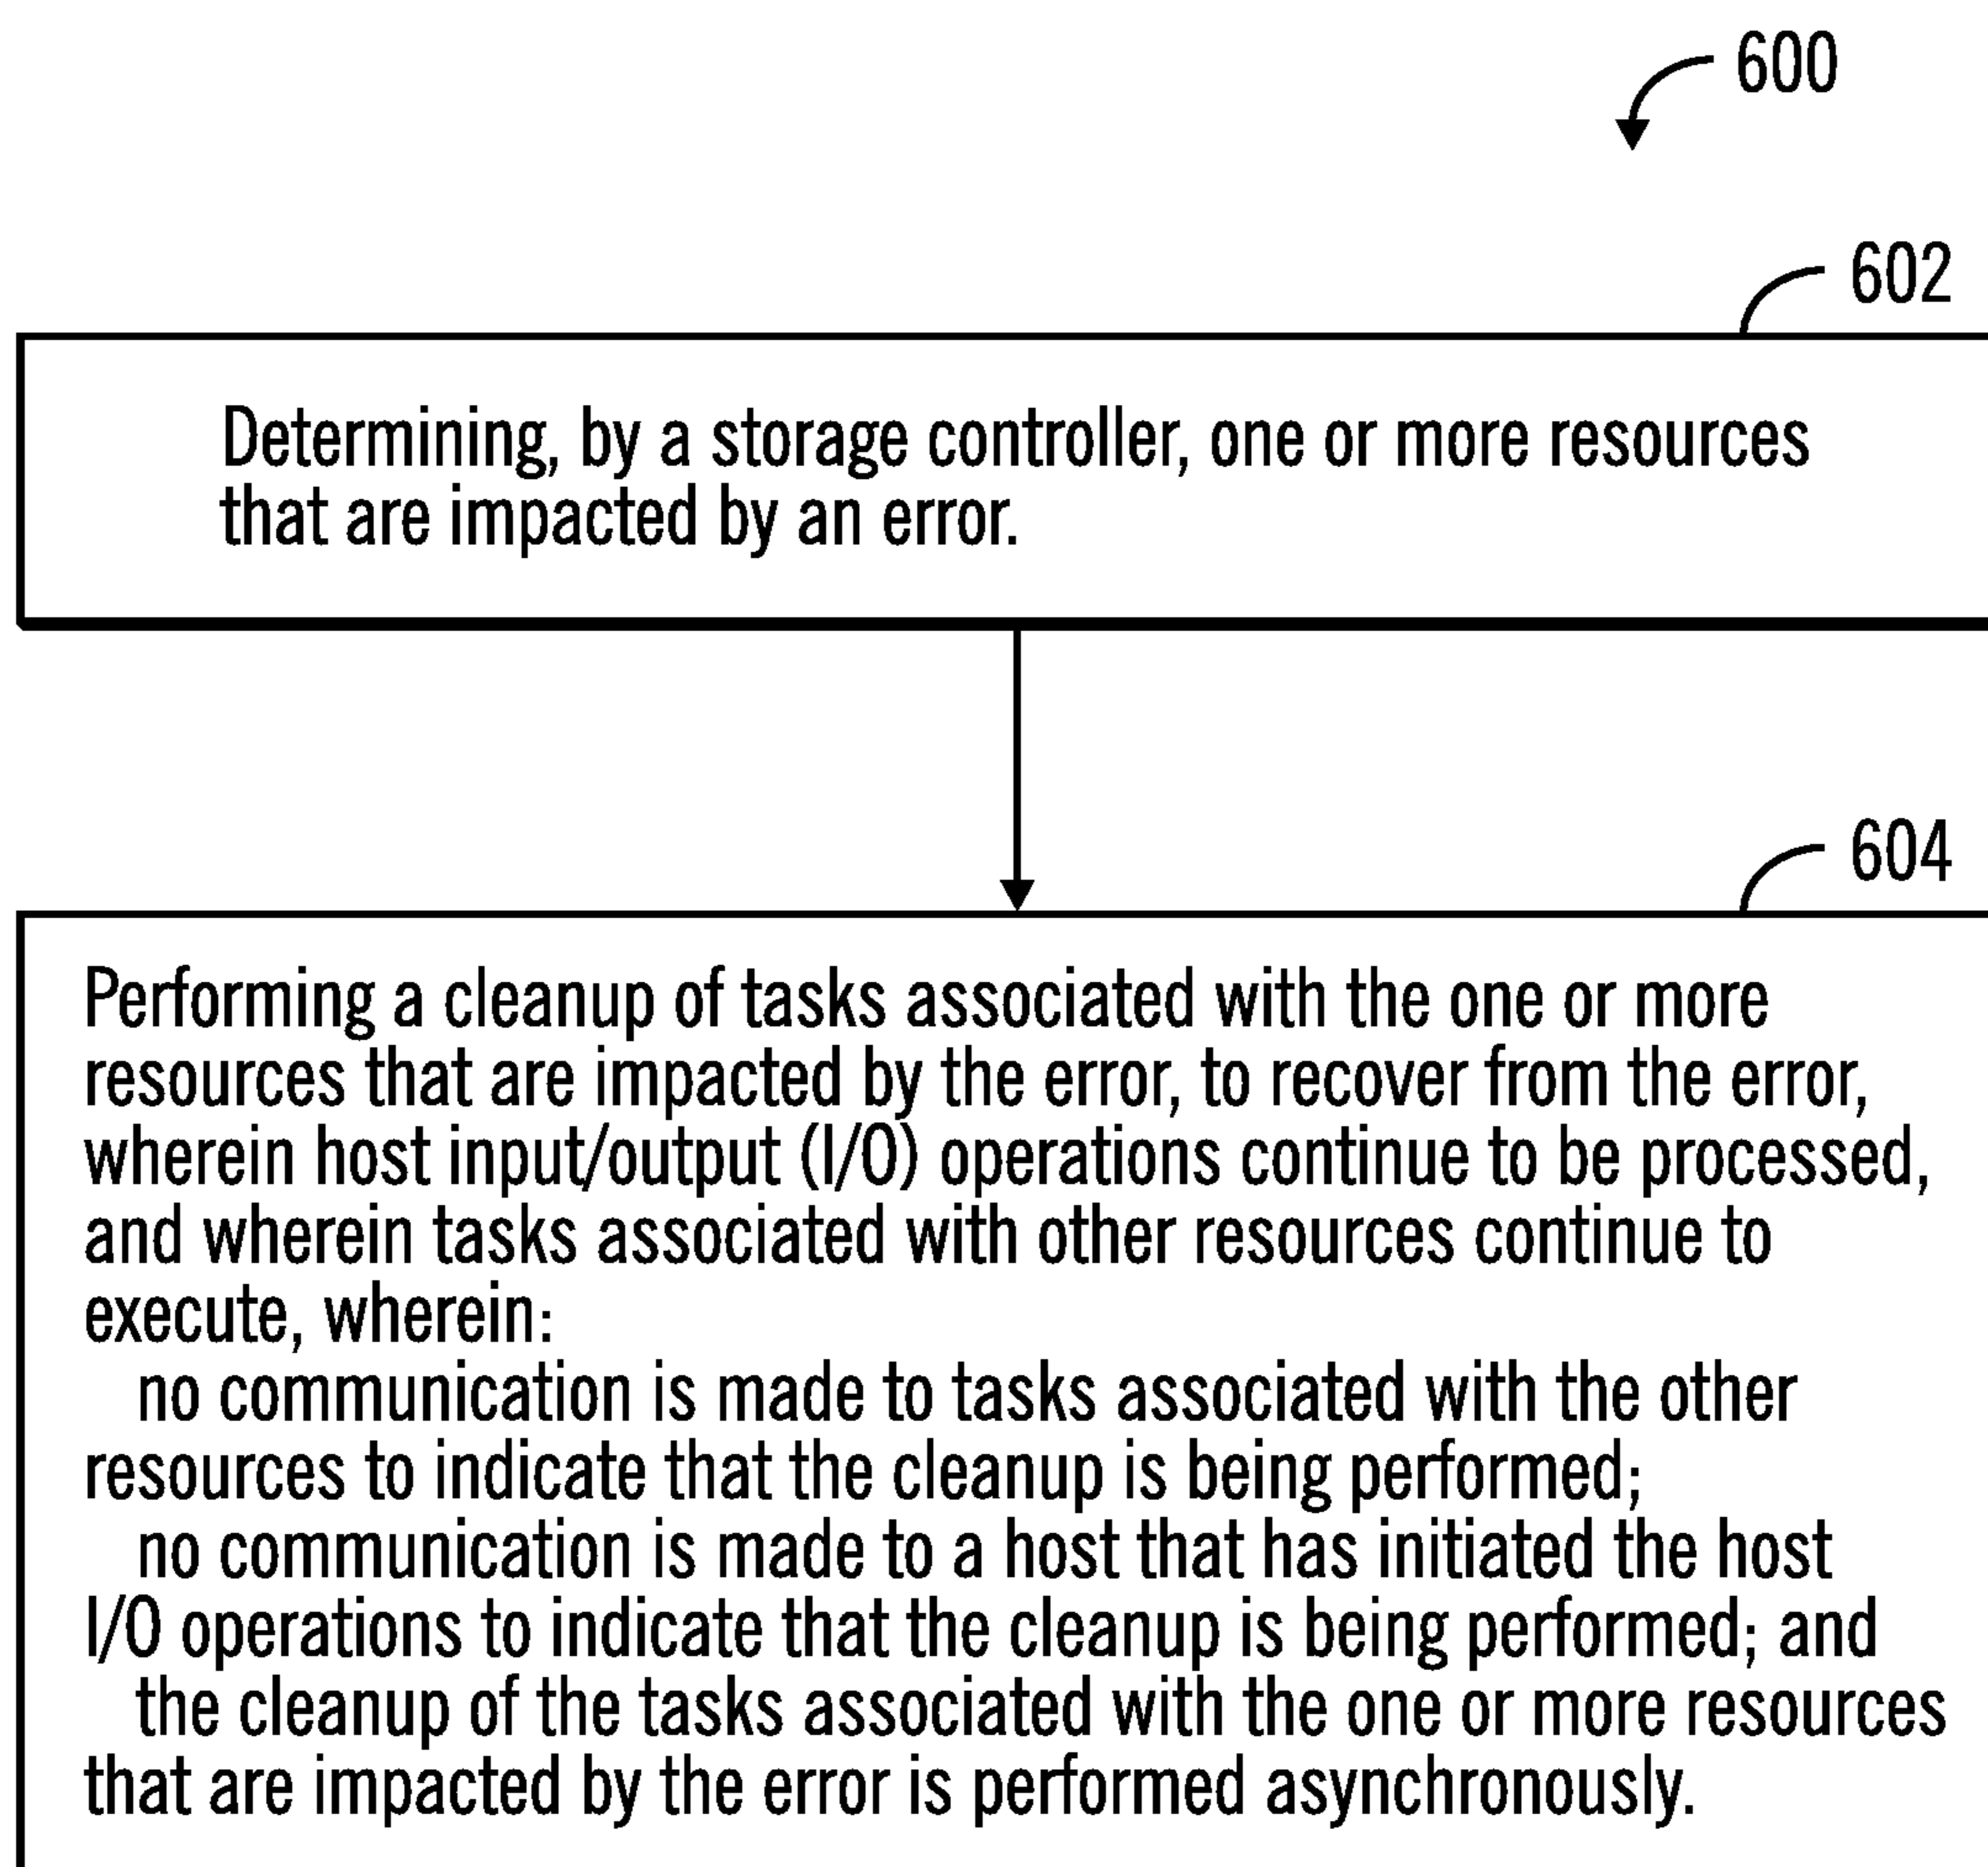 600
602
Determining, by a storage controller, one or more resources
that are impacted by an error.
604
Performing a cleanup of tasks associated with the one or more
resources that are impacted by the error, to recover from the error,
wherein host input/output (I/O) operations continue to be processed,
and wherein tasks associated with other resources continue to
execute, wherein:
no communication is made to tasks associated with the other
resources to indicate that the cleanup is being performed;
no communication is made to a host that has initiated the host
I/O operations to indicate that the cleanup is being performed; and
the cleanup of the tasks associated with the one or more resources
that are impacted by the error is performed asynchronously.